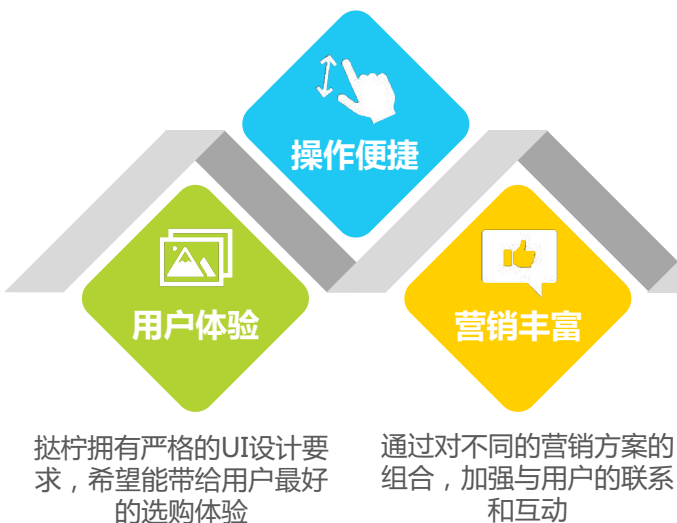 操作便捷
用户体验
营销丰富
挞柠拥有严格的UI设计要
求，希望能带给用户最好
的选购体验
通过对不同的营销方案的
组合，加强与用户的联系
和互动